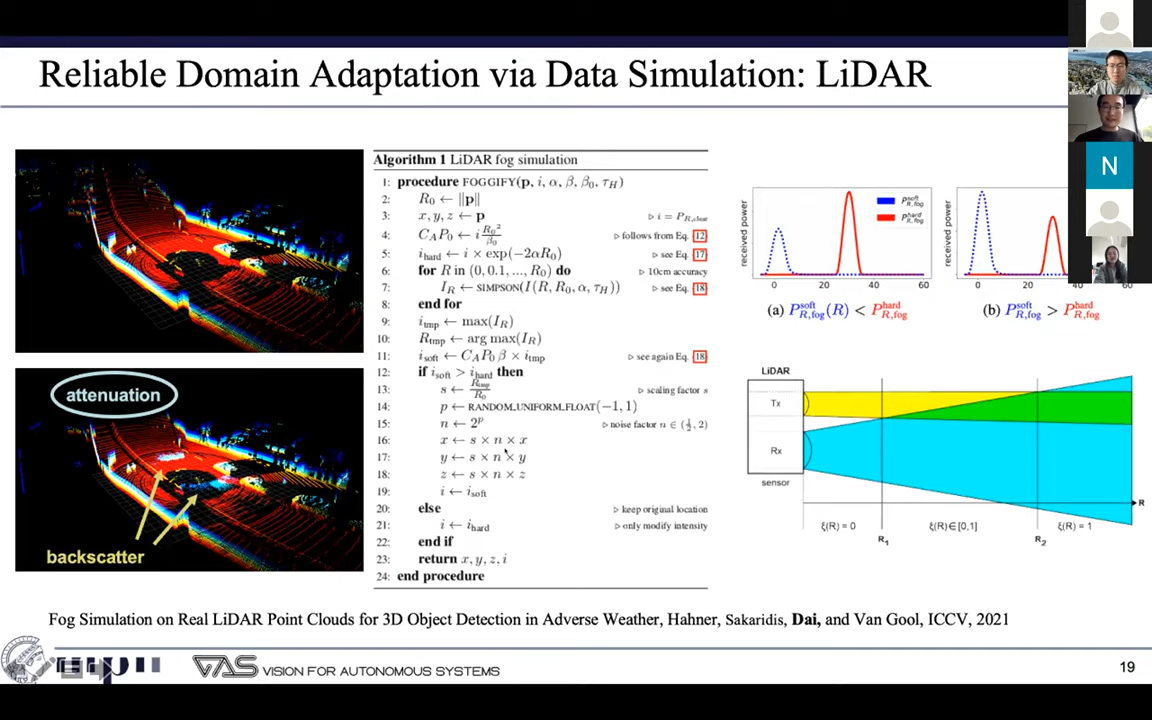 Reliable Domain Adaptation via Data Simulation: LiDAR
N
attenuation
backscatter
Algorithm 1 LiDAR fog simulation
1: procedure FOGGIFY(p, i, α, β, β₀, τ_H)
2: R₀ ← ‖p‖
3: x, y, z ← p ▷ i = P_R,clear
4: C_A P₀ ← i R₀²/β₀ ▷ follows from Eq. 12
5: i_hard ← i × exp(−2αR₀) ▷ see Eq. 17
6: for R in (0, 0.1, ..., R₀) do ▷ 10cm accuracy
7: I_R ← SIMPSON(I(R, R₀, α, τ_H)) ▷ see Eq. 18
8: end for
9: i_tmp ← max(I_R)
10: R_tmp ← arg max(I_R)
11: i_soft ← C_A P₀ β × i_tmp ▷ see again Eq. 18
12: if i_soft > i_hard then
13: s ← R_tmp/R₀ ▷ scaling factor s
14: p ← RANDOM_UNIFORM_FLOAT(−1, 1)
15: n ← 2^p ▷ noise factor n ∈ (½, 2)
16: x ← s × n × x
17: y ← s × n × y
18: z ← s × n × z
19: i ← i_soft
20: else ▷ keep original location
21: i ← i_hard ▷ only modify intensity
22: end if
23: return x, y, z, i
24: end procedure
received power
P^soft_R,fog
P^hard_R,fog
0 20 40 60
(a) P^soft_R,fog(R) < P^hard_R,fog
received power
0 20 40 60
(b) P^soft_R,fog > P^hard_R,fog
LiDAR
Tx
Rx
sensor
R
ξ(R) = 0 ξ(R)∈[0,1] ξ(R) = 1
R₁ R₂
Fog Simulation on Real LiDAR Point Clouds for 3D Object Detection in Adverse Weather, Hahner, Sakaridis, Dai, and Van Gool, ICCV, 2021
VAS VISION FOR AUTONOMOUS SYSTEMS
19